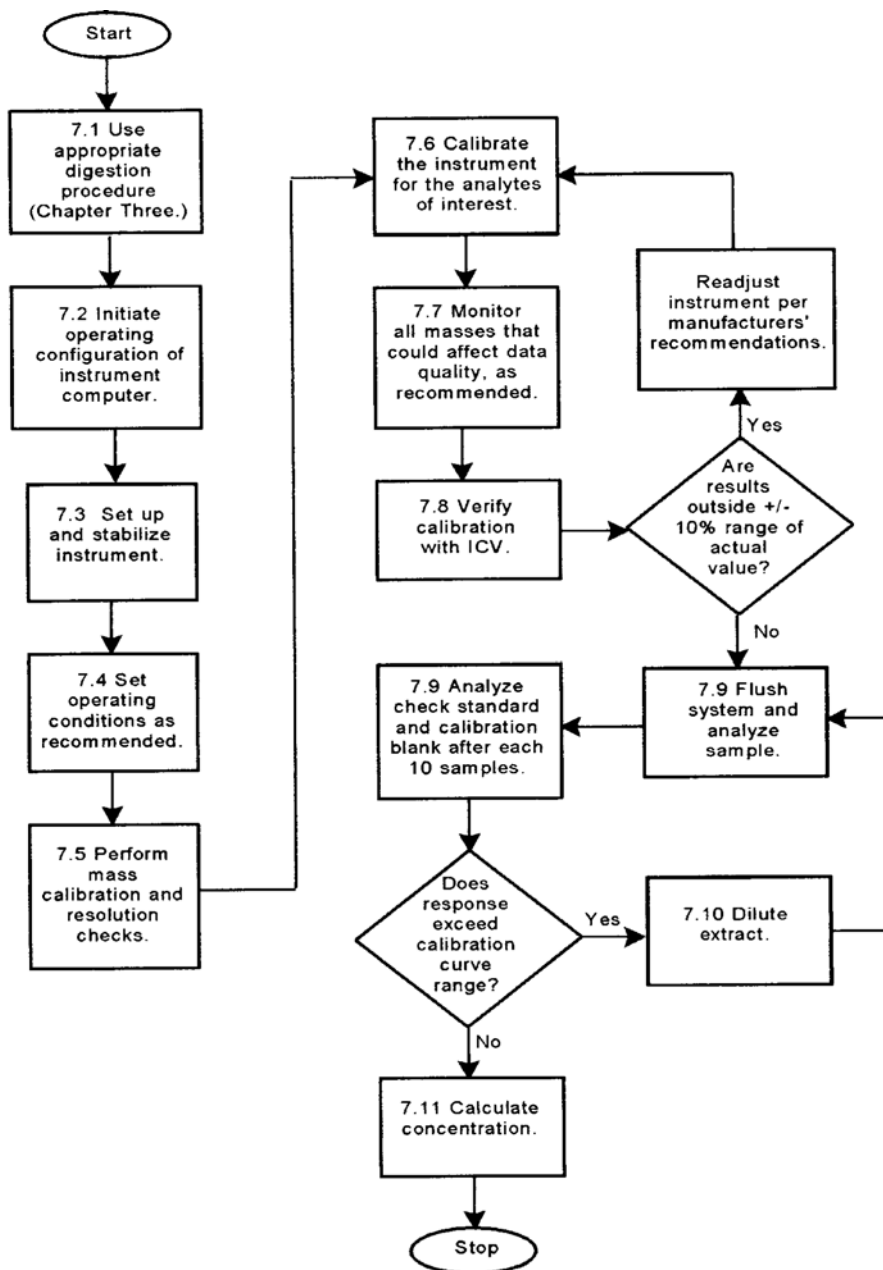 Start
7.1 Use
appropriate
digestion
procedure
(Chapter Three.)
7.2 Initiate
operating
configuration of
instrument
computer.
7.3 Set up
and stabilize
instrument.
7.4 Set
operating
conditions as
recommended.
7.5 Perform
mass
calibration and
resolution
checks.
7.6 Calibrate
the instrument
for the analytes
of interest.
7.7 Monitor
all masses that
could affect data
quality, as
recommended.
7.8 Verify
calibration
with ICV.
Are
results
outside +/-
10% range of
actual
value?
Yes
Readjust
instrument per
manufacturers'
recommendations.
No
7.9 Flush
system and
analyze
sample.
7.9 Analyze
check standard
and calibration
blank after each
10 samples.
Does
response
exceed
calibration
curve
range?
Yes
7.10 Dilute
extract.
No
7.11 Calculate
concentration.
Stop